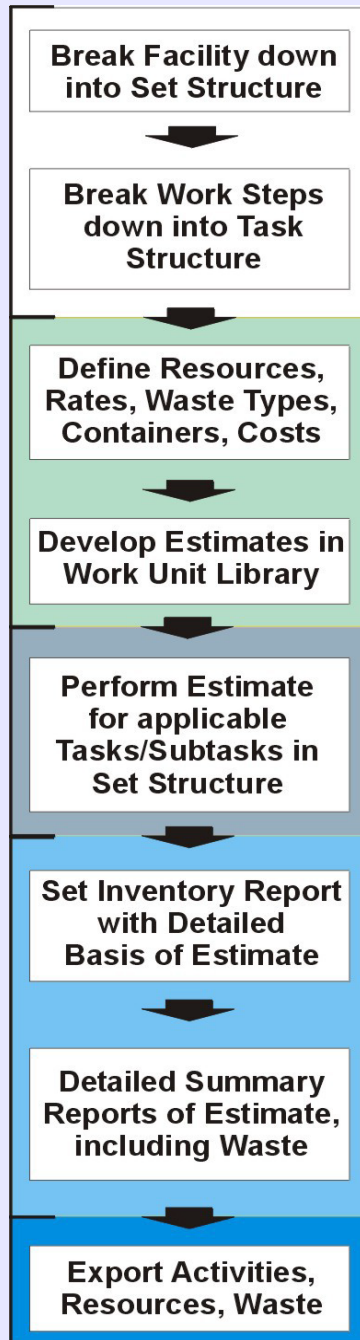 Break Facility down
into Set Structure
Break Work Steps
down into Task
Structure
Define Resources,
Rates, Waste Types,
Containers, Costs
Develop Estimates in
Work Unit Library
Perform Estimate
for applicable
Tasks/Subtasks in
Set Structure
Set Inventory Report
with Detailed
Basis of Estimate
Detailed Summary
Reports of Estimate,
including Waste
Export Activities,
Resources, Waste